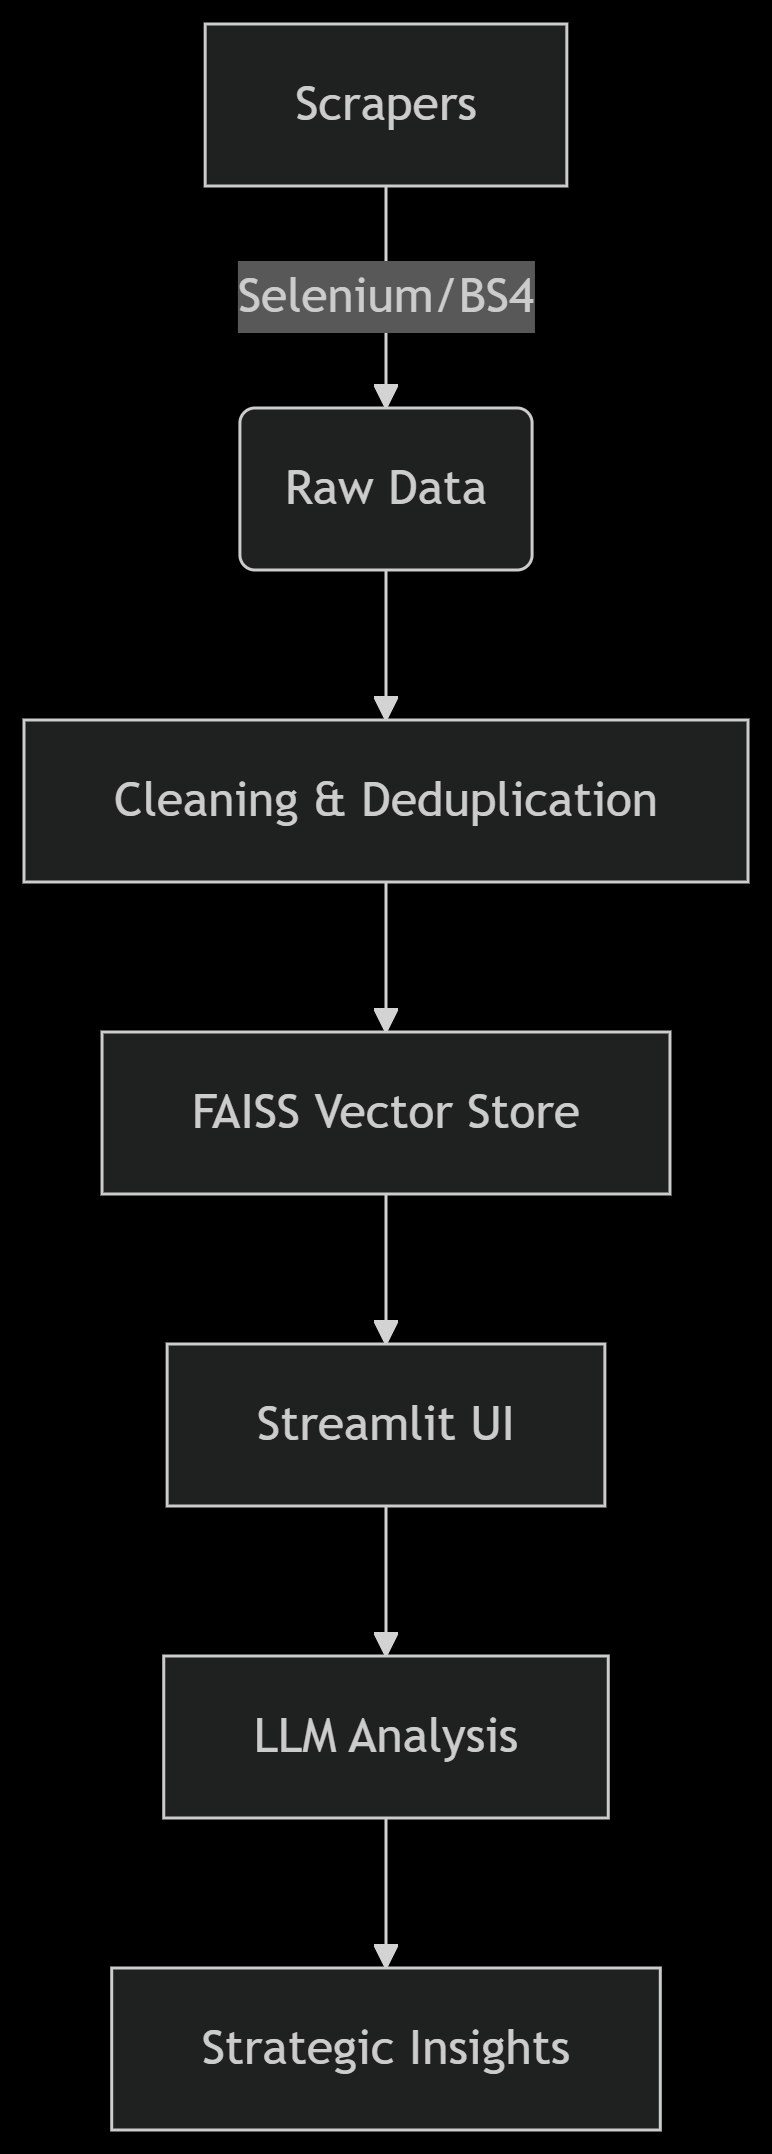 Scrapers
Selenium/BS4
Raw Data
Cleaning & Deduplication
FAISS Vector Store
Streamlit UI
LLM Analysis
Strategic Insights